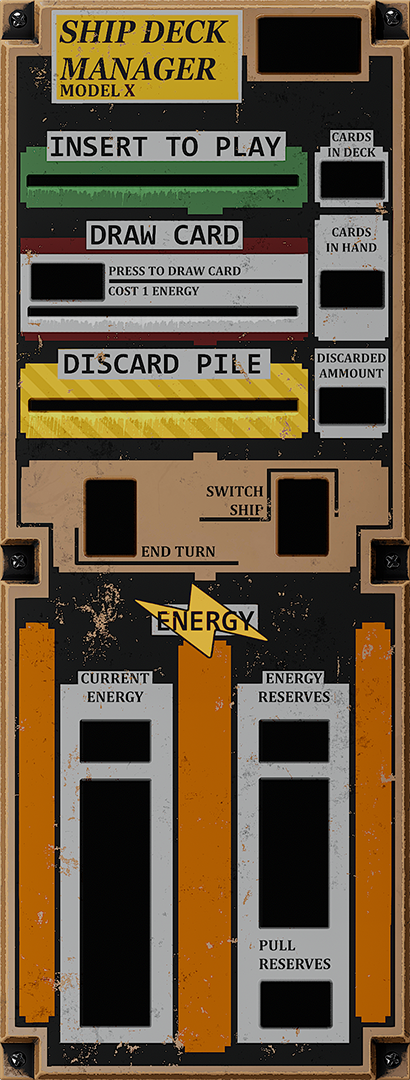 SHIP DECK
MANAGER
MODEL X
INSERT TO PLAY
CARDS
IN DECK
DRAW CARD
CARDS
IN HAND
PRESS TO DRAW CARD
COST 1 ENERGY
DISCARD PILE
DISCARDED
AMMOUNT
SWITCH
SHIP
END TURN
ENERGY
CURRENT
ENERGY
ENERGY
RESERVES
PULL
RESERVES